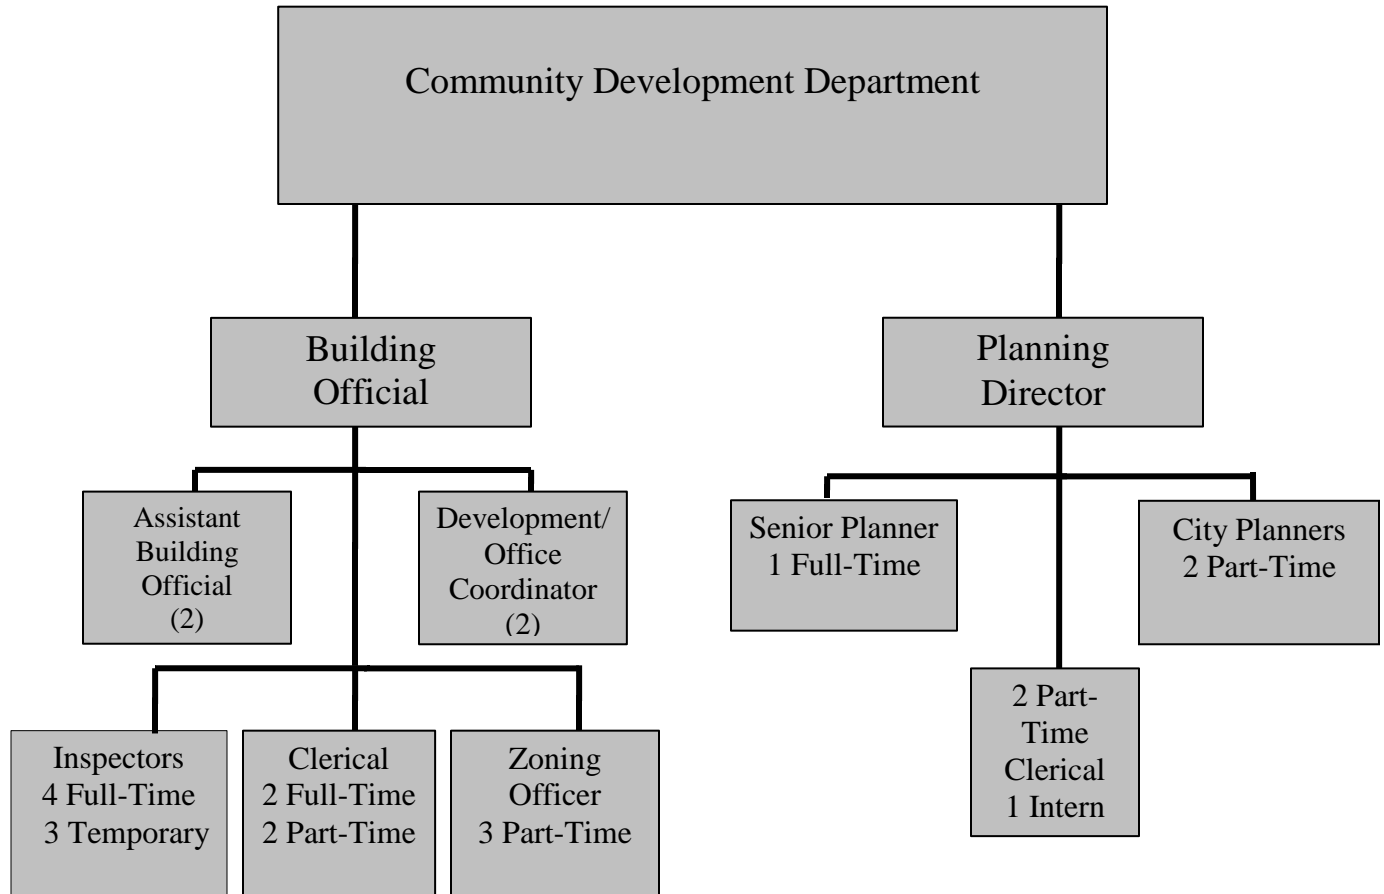 Community Development Department
Building
Official
Planning
Director
Assistant
Building
Official
(2)
Development/
Office
Coordinator
(2)
Senior Planner
1 Full-Time
City Planners
2 Part-Time
2 Part-
Time
Clerical
1 Intern
Inspectors
4 Full-Time
3 Temporary
Clerical
2 Full-Time
2 Part-Time
Zoning
Officer
3 Part-Time